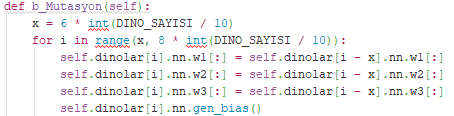 def b_Mutasyon(self):
    x = 6 * int(DINO_SAYISI / 10)
    for i in range(x, 8 * int(DINO_SAYISI / 10)):
        self.dinolar[i].nn.w1[:] = self.dinolar[i - x].nn.w1[:]
        self.dinolar[i].nn.w2[:] = self.dinolar[i - x].nn.w2[:]
        self.dinolar[i].nn.w3[:] = self.dinolar[i - x].nn.w3[:]
        self.dinolar[i].nn.gen_bias()